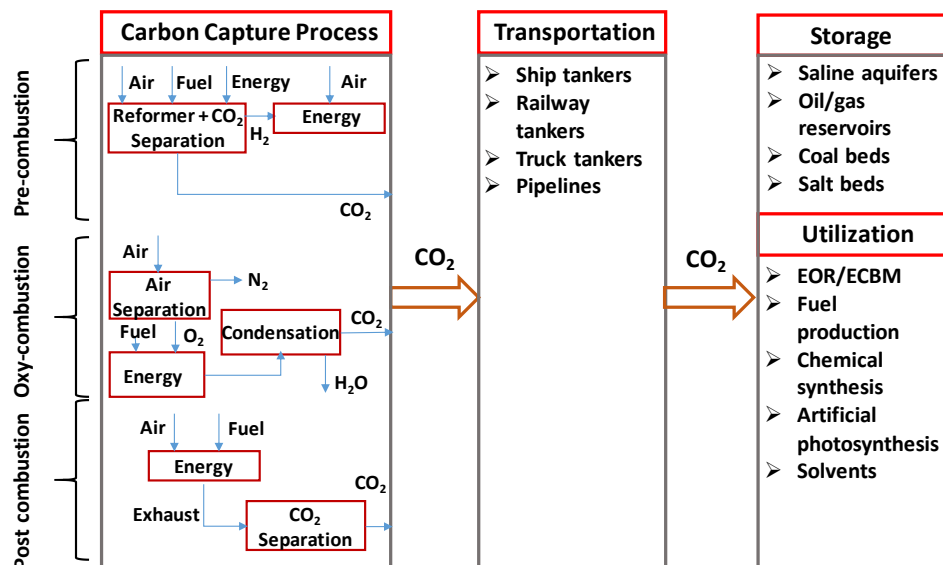 Carbon Capture Process
Transportation
Storage
Pre-combustion
Air
Fuel
Energy
Air
Reformer + CO₂
Separation
H₂
Energy
CO₂
Oxy-combustion
Air
Air
Separation
N₂
Fuel
O₂
Condensation
CO₂
Energy
H₂O
Post combustion
Air
Fuel
Energy
Exhaust
CO₂
Separation
CO₂
CO₂
➢ Ship tankers
➢ Railway
tankers
➢ Truck tankers
➢ Pipelines
CO₂
➢ Saline aquifers
➢ Oil/gas
reservoirs
➢ Coal beds
➢ Salt beds
Utilization
➢ EOR/ECBM
➢ Fuel
production
➢ Chemical
synthesis
➢ Artificial
photosynthesis
➢ Solvents